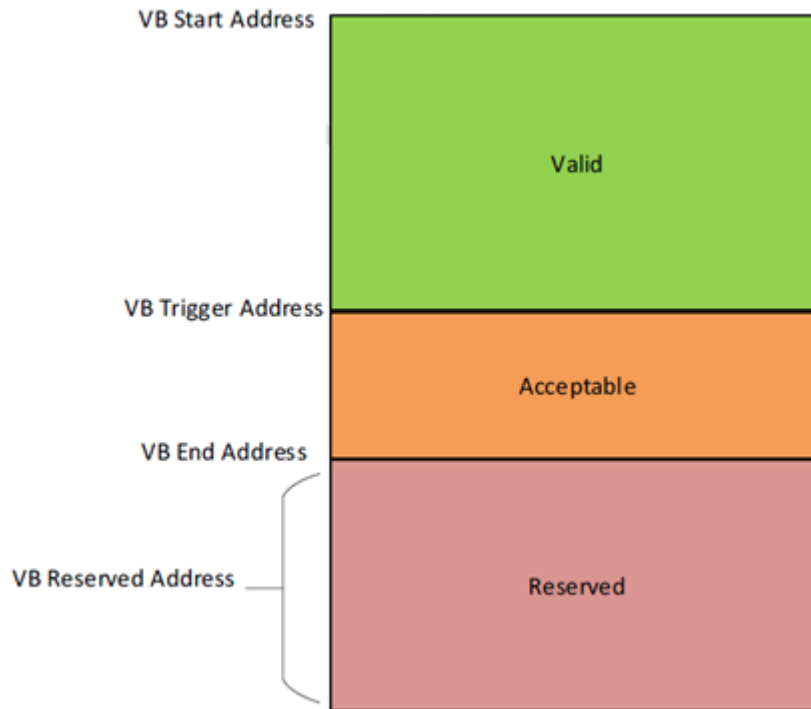 VB Start Address
Valid
VB Trigger Address
Acceptable
VB End Address
VB Reserved Address
Reserved